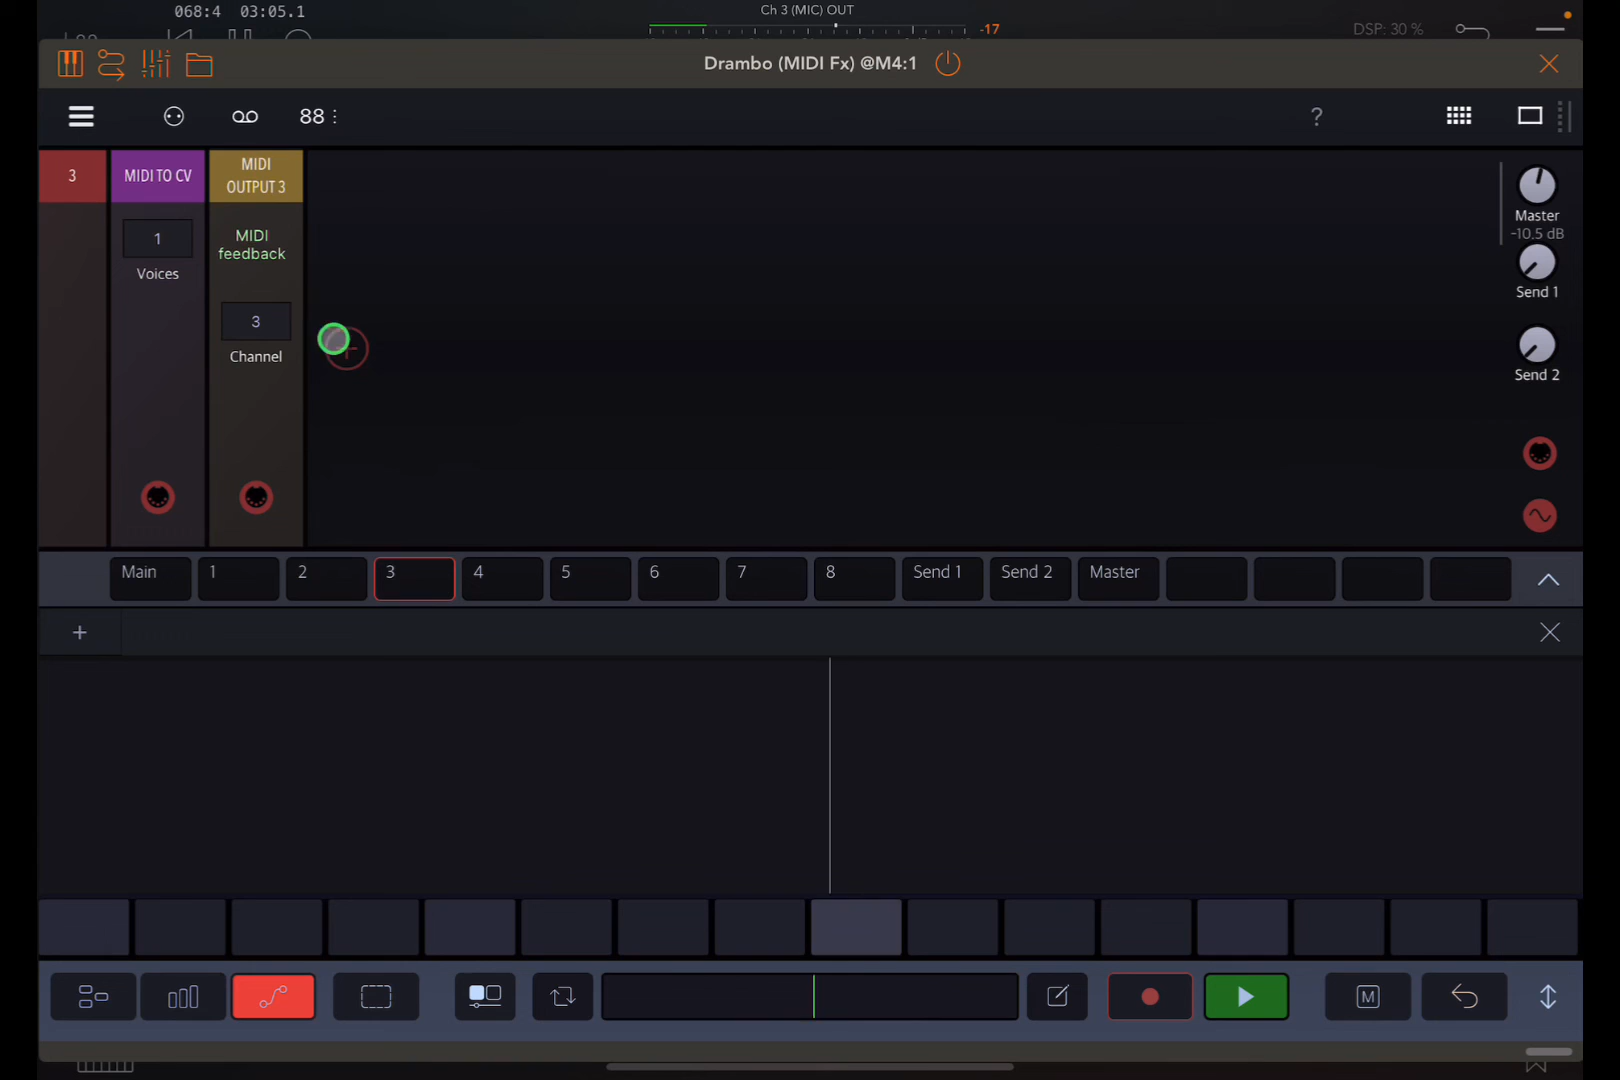 068:4 03:05.1
Ch 3 (MIC) OUT
-17
DSP: 30 %
Drambo (MIDI Fx) @M4:1
88
?
3
MIDI TO CV
MIDI
OUTPUT 3
1
Voices
MIDI
feedback
3
Channel
Master
-10.5 dB
Send 1
Send 2
Main
1
2
3
4
5
6
7
8
Send 1
Send 2
Master
+
M